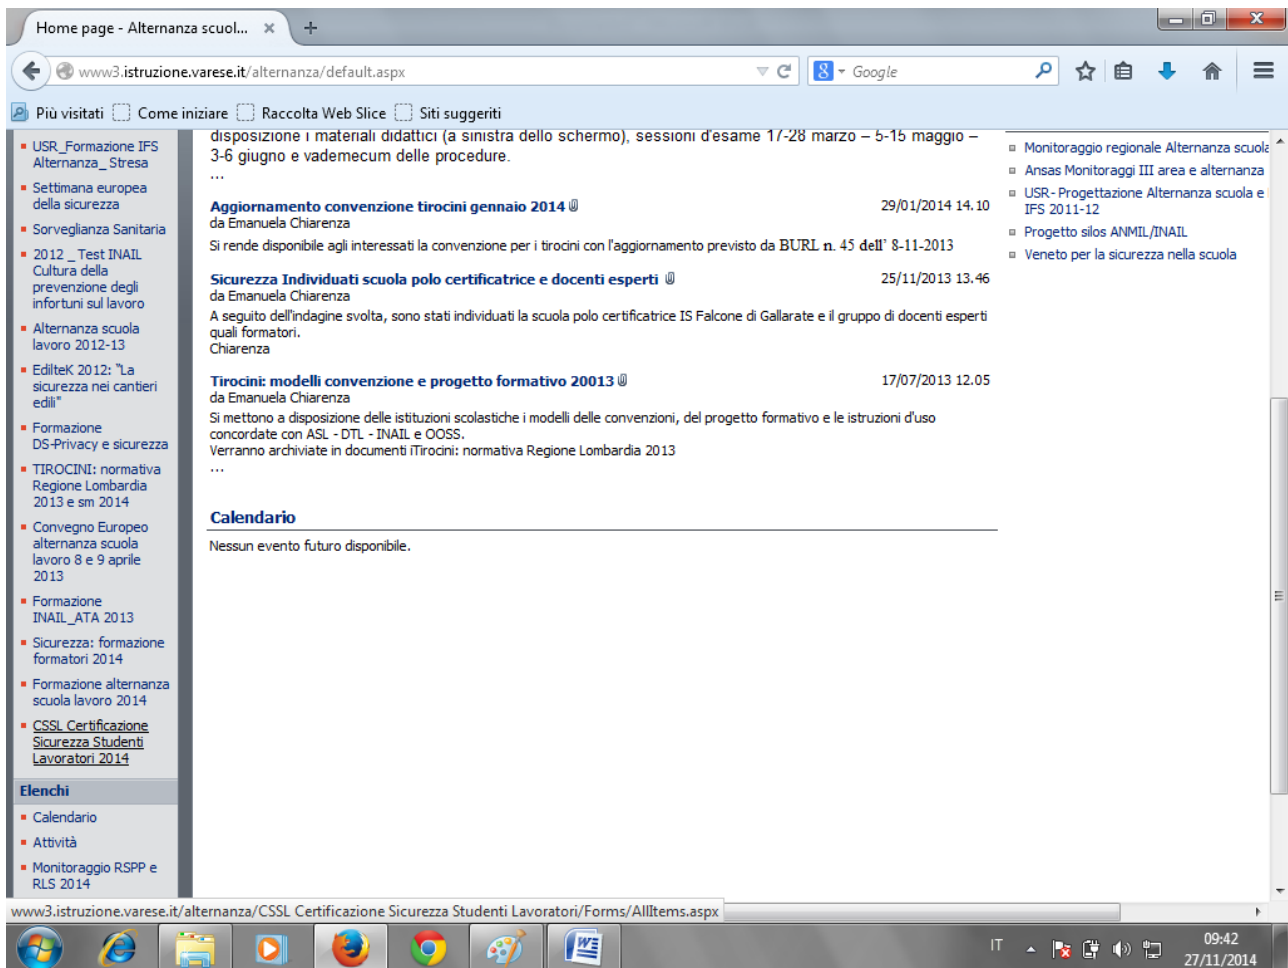 Home page - Alternanza scuol...
www3.istruzione.varese.it/alternanza/default.aspx
Google
Più visitati Come iniziare Raccolta Web Slice Siti suggeriti
USR_Formazione IFS
Alternanza_ Stresa
Settimana europea
della sicurezza
Sorveglianza Sanitaria
2012 _ Test INAIL
Cultura della
prevenzione degli
infortuni sul lavoro
Alternanza scuola
lavoro 2012-13
EdilteK 2012: "La
sicurezza nei cantieri
edili"
Formazione
DS-Privacy e sicurezza
TIROCINI: normativa
Regione Lombardia
2013 e sm 2014
Convegno Europeo
alternanza scuola
lavoro 8 e 9 aprile
2013
Formazione
INAIL_ATA 2013
Sicurezza: formazione
formatori 2014
Formazione alternanza
scuola lavoro 2014
CSSL Certificazione
Sicurezza Studenti
Lavoratori 2014
Elenchi
Calendario
Attività
Monitoraggio RSPP e
RLS 2014
disposizione i materiali didattici (a sinistra dello schermo), sessioni d'esame 17-28 marzo – 5-15 maggio –
3-6 giugno e vademecum delle procedure.
...
Aggiornamento convenzione tirocini gennaio 2014 29/01/2014 14.10
da Emanuela Chiarenza
Si rende disponibile agli interessati la convenzione per i tirocini con l'aggiornamento previsto da BURL n. 45 dell' 8-11-2013
Sicurezza Individuati scuola polo certificatrice e docenti esperti 25/11/2013 13.46
da Emanuela Chiarenza
A seguito dell'indagine svolta, sono stati individuati la scuola polo certificatrice IS Falcone di Gallarate e il gruppo di docenti esperti
quali formatori.
Chiarenza
Tirocini: modelli convenzione e progetto formativo 20013 17/07/2013 12.05
da Emanuela Chiarenza
Si mettono a disposizione delle istituzioni scolastiche i modelli delle convenzioni, del progetto formativo e le istruzioni d'uso
concordate con ASL - DTL - INAIL e OOSS.
Verranno archiviate in documenti iTirocini: normativa Regione Lombardia 2013
...
Calendario
Nessun evento futuro disponibile.
Monitoraggio regionale Alternanza scuola
Ansas Monitoraggi III area e alternanza
USR- Progettazione Alternanza scuola e
IFS 2011-12
Progetto silos ANMIL/INAIL
Veneto per la sicurezza nella scuola
www3.istruzione.varese.it/alternanza/CSSL Certificazione Sicurezza Studenti Lavoratori/Forms/AllItems.aspx
IT
09:42
27/11/2014